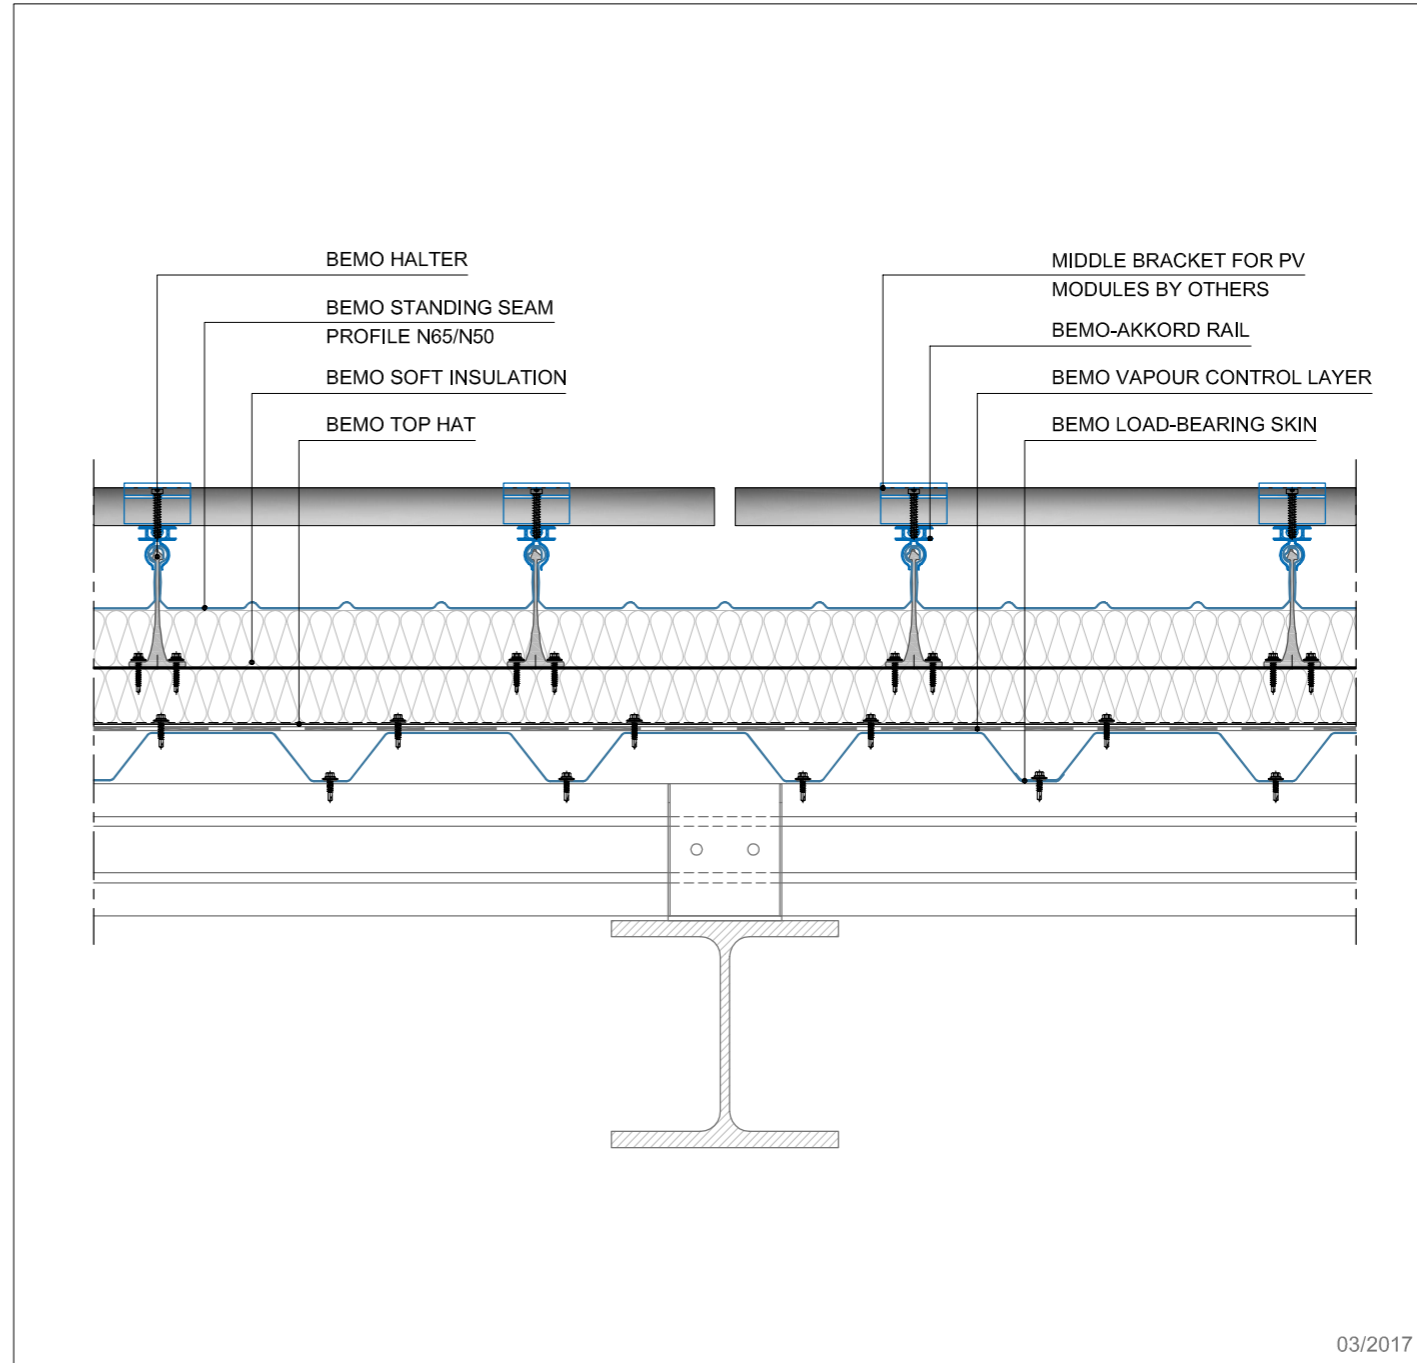 BEMO HALTER
BEMO STANDING SEAM
PROFILE N65/N50
BEMO SOFT INSULATION
BEMO TOP HAT
MIDDLE BRACKET FOR PV
MODULES BY OTHERS
BEMO-AKKORD RAIL
BEMO VAPOUR CONTROL LAYER
BEMO LOAD-BEARING SKIN
03/2017